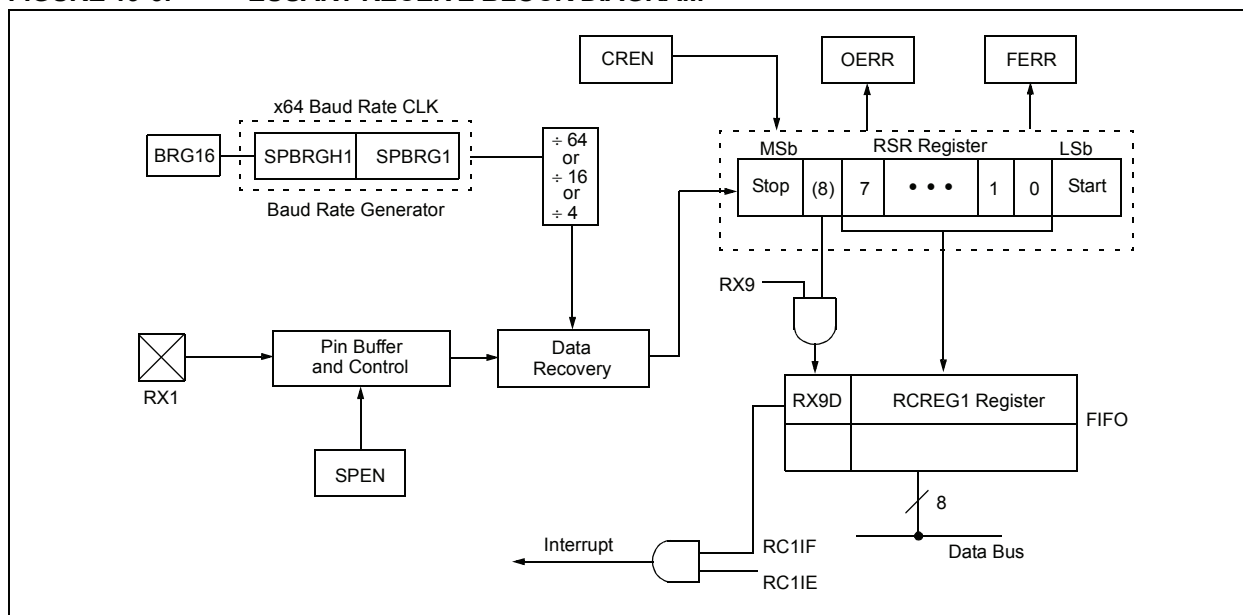 CREN
OERR
FERR
x64 Baud Rate CLK
BRG16
SPBRGH1
SPBRG1
Baud Rate Generator
÷ 64
or
÷ 16
or
÷ 4
MSb
RSR Register
LSb
Stop
(8)
7
• • •
1
0
Start
RX9
RX1
Pin Buffer
and Control
Data
Recovery
SPEN
RX9D
RCREG1 Register
FIFO
8
Data Bus
Interrupt
RC1IF
RC1IE